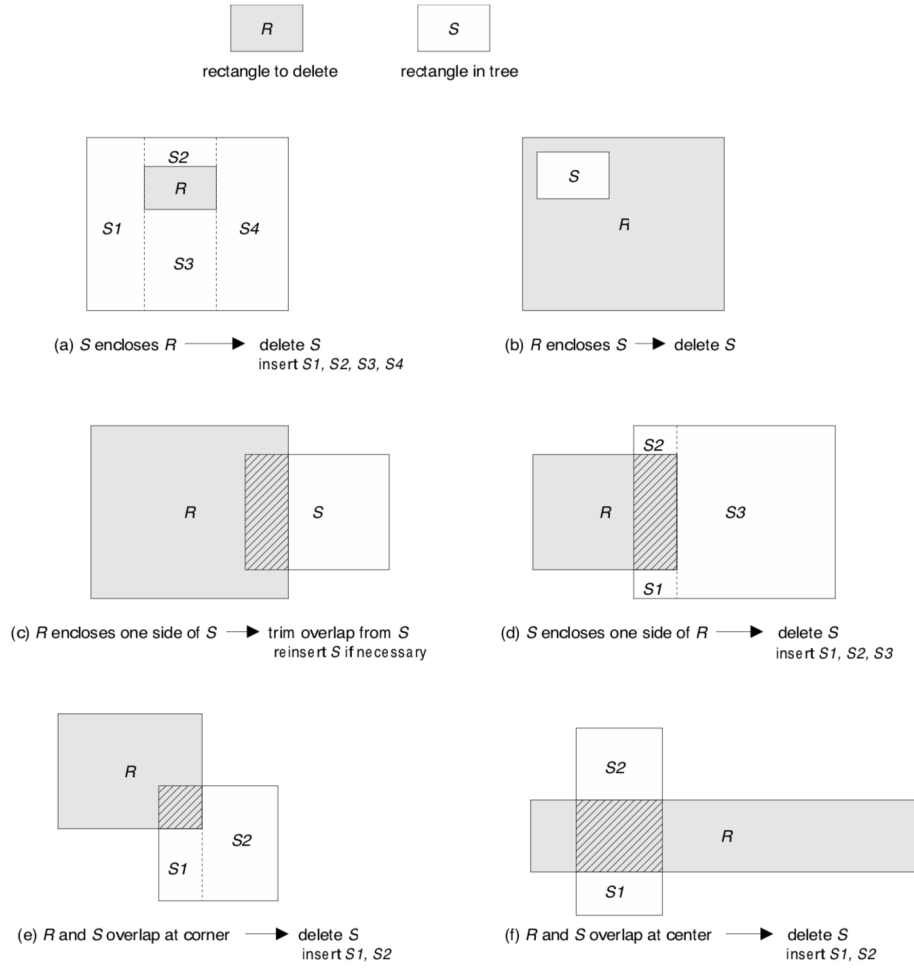 R
S
rectangle to delete
rectangle in tree
S2
R
S1
S4
S3
S
R
(a) S encloses R → delete S
insert S1, S2, S3, S4
(b) R encloses S → delete S
R
S
S2
R
S3
S1
(c) R encloses one side of S → trim overlap from S
reinsert S if necessary
(d) S encloses one side of R → delete S
insert S1, S2, S3
R
S2
S1
S2
R
S1
(e) R and S overlap at corner → delete S
insert S1, S2
(f) R and S overlap at center → delete S
insert S1, S2